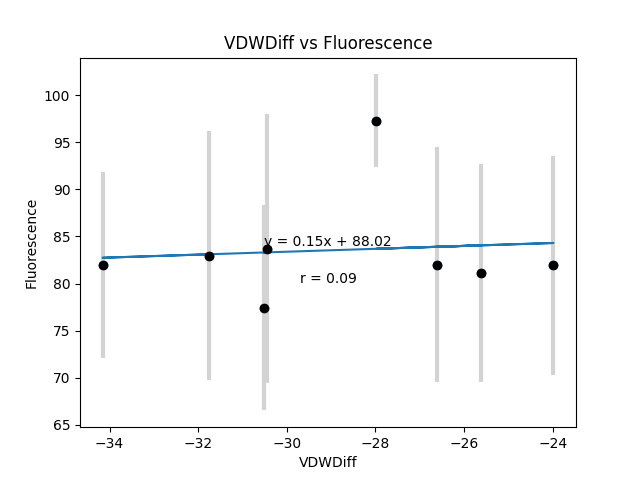 VDWDiff vs Fluorescence
Fluorescence
100
95
90
85
80
75
70
65
y = 0.15x + 88.02
r = 0.09
−34
−32
−30
−28
−26
−24
VDWDiff